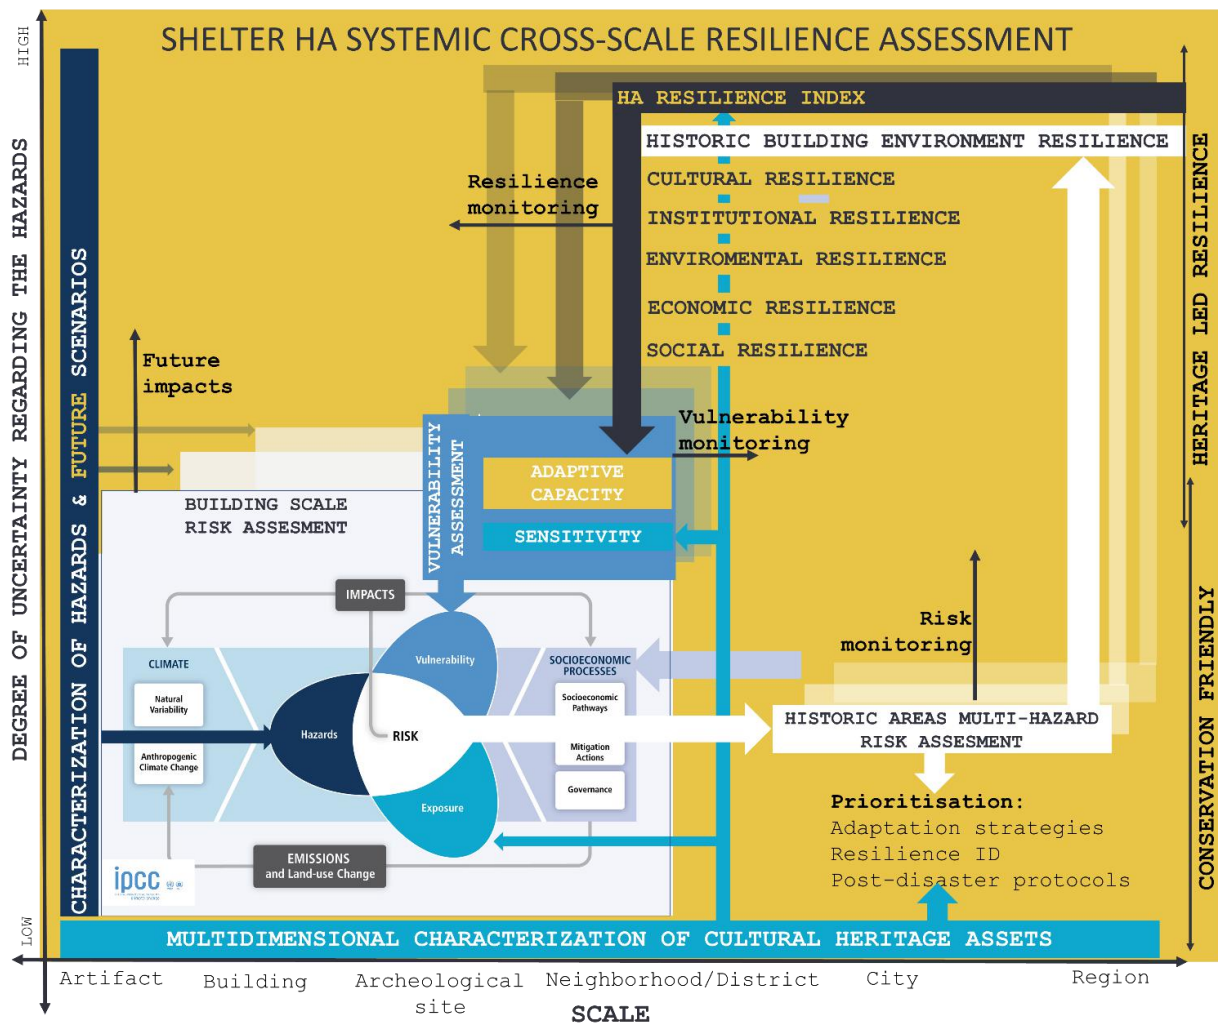 SHELTER HA SYSTEMIC CROSS-SCALE RESILIENCE ASSESSMENT
HIGH
DEGREE OF UNCERTAINTY REGARDING THE HAZARDS
LOW
CHARACTERIZATION OF HAZARDS & FUTURE SCENARIOS
HA RESILIENCE INDEX
HISTORIC BUILDING ENVIRONMENT RESILIENCE
CULTURAL RESILIENCE
INSTITUTIONAL RESILIENCE
ENVIROMENTAL RESILIENCE
ECONOMIC RESILIENCE
SOCIAL RESILIENCE
Resilience
monitoring
HERITAGE LED RESILIENCE
CONSERVATION FRIENDLY
Future
impacts
Vulnerability
monitoring
VULNERABILITY
ASSESSMENT
ADAPTIVE
CAPACITY
SENSITIVITY
BUILDING SCALE
RISK ASSESMENT
IMPACTS
CLIMATE
Natural
Variability
Anthropogenic
Climate Change
Vulnerability
Hazards
RISK
Exposure
SOCIOECONOMIC
PROCESSES
Socioeconomic
Pathways
Mitigation
Actions
Governance
EMISSIONS
and Land-use Change
ipcc
Risk
monitoring
HISTORIC AREAS MULTI-HAZARD
RISK ASSESMENT
Prioritisation:
Adaptation strategies
Resilience ID
Post-disaster protocols
MULTIDIMENSIONAL CHARACTERIZATION OF CULTURAL HERITAGE ASSETS
Artifact
Building
Archeological
site
Neighborhood/District
City
Region
SCALE